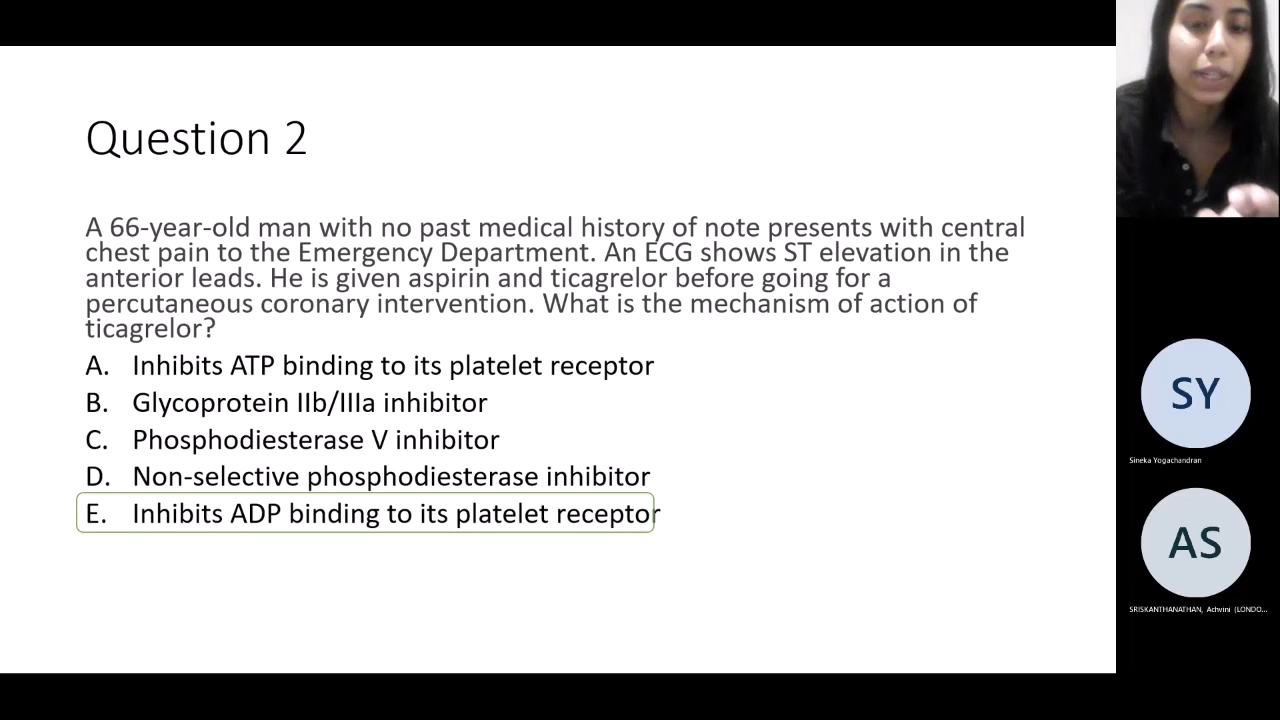 Question 2
A 66-year-old man with no past medical history of note presents with central
chest pain to the Emergency Department. An ECG shows ST elevation in the
anterior leads. He is given aspirin and ticagrelor before going for a
percutaneous coronary intervention. What is the mechanism of action of
ticagrelor?
A. Inhibits ATP binding to its platelet receptor
B. Glycoprotein IIb/IIIa inhibitor
C. Phosphodiesterase V inhibitor
D. Non-selective phosphodiesterase inhibitor
E. Inhibits ADP binding to its platelet receptor
SY
Sineka Yogachandran
AS
SRISKANTHANATHAN, Achvini (LONDO...